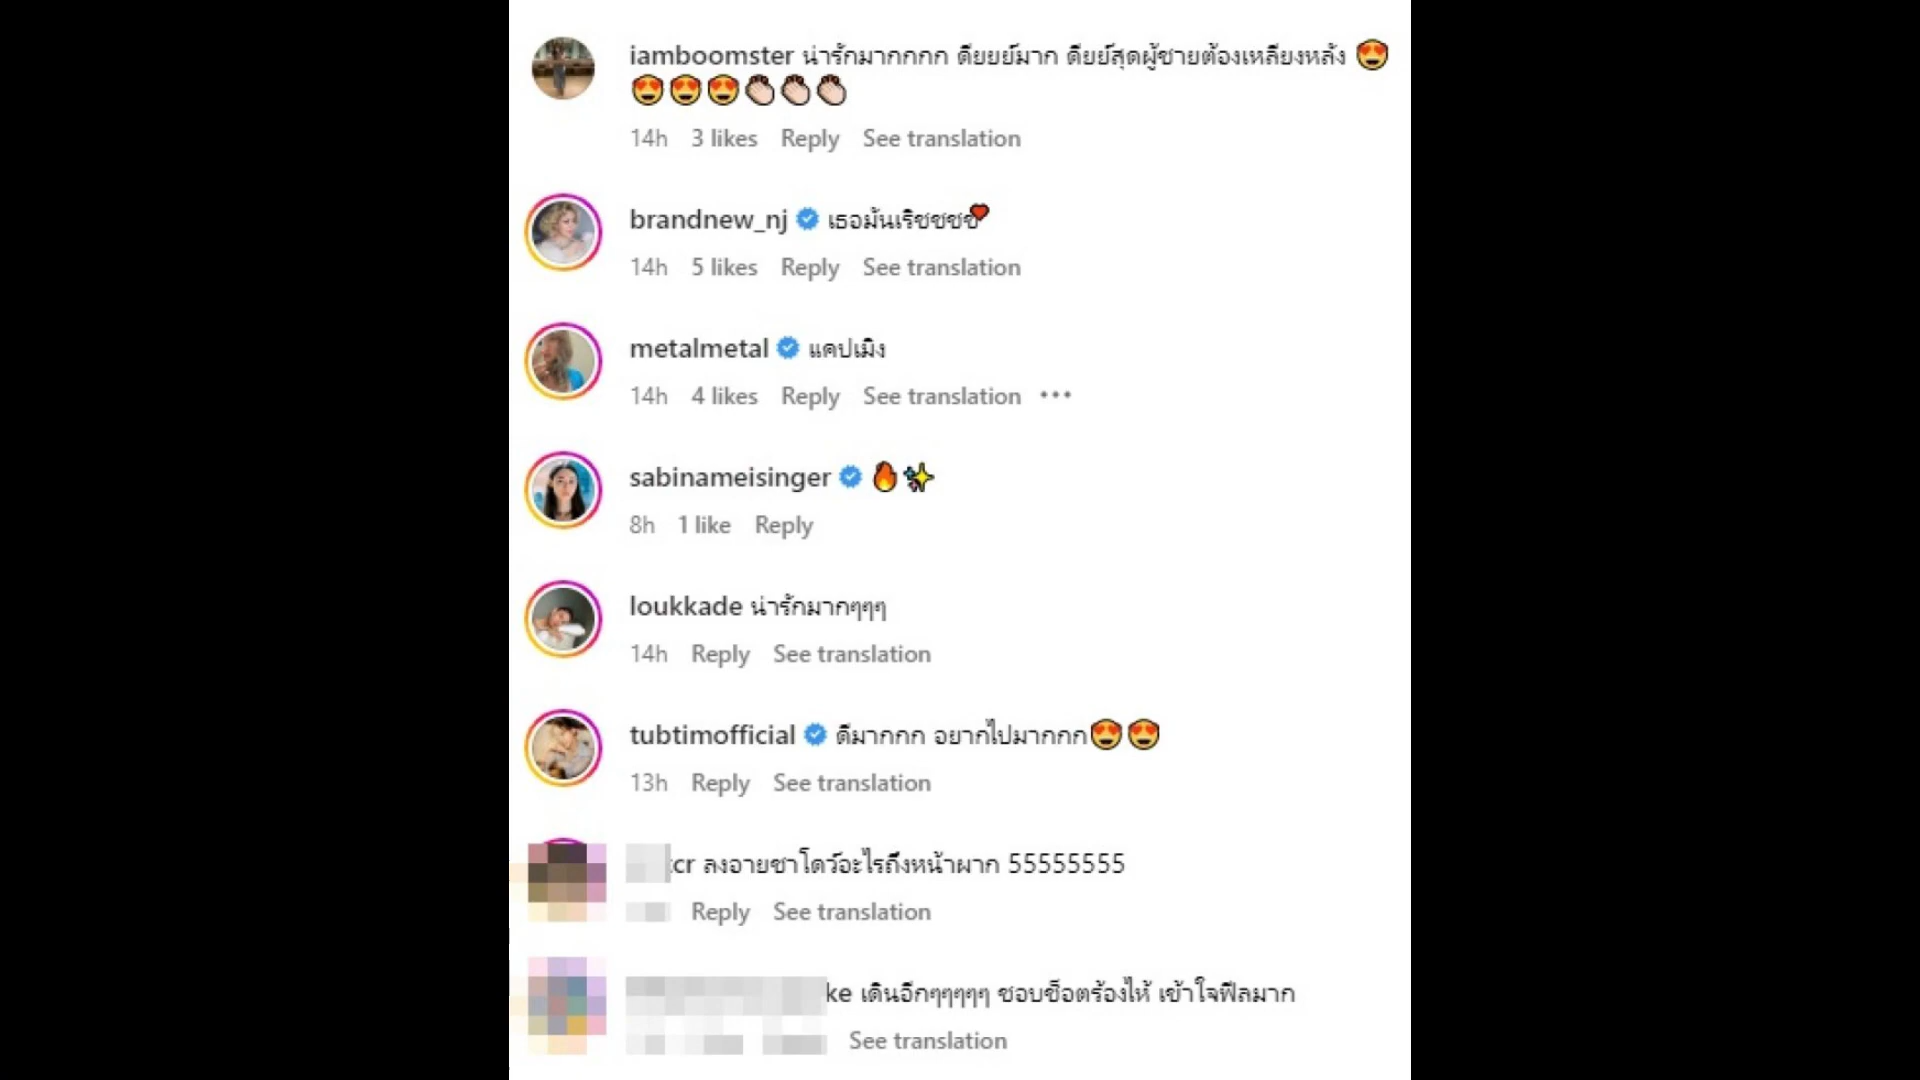 iamboomster น่ารักมากกกก ดียยย์มาก ดียย์สุดผู้ชายต้องเหลียงหลัง 😍
😍😍😍👏🏻👏🏻👏🏻
14h 3 likes Reply See translation
brandnew_nj เธอม้นเริชชชช❣
14h 5 likes Reply See translation
metalmetal แคปเมิง
14h 4 likes Reply See translation •••
sabinameisinger 🔥✨
8h 1 like Reply
loukkade น่ารักมากๆๆๆ
14h Reply See translation
tubtimofficial ดีมากกก อยากไปมากกก😍😍
13h Reply See translation
cr ลงอายชาโดว์อะไรถึงหน้าผาก 55555555
Reply See translation
ke เดินอีกๆๆๆๆๆ ชอบช็อตร้องไห้ เข้าใจฟีลมาก
See translation